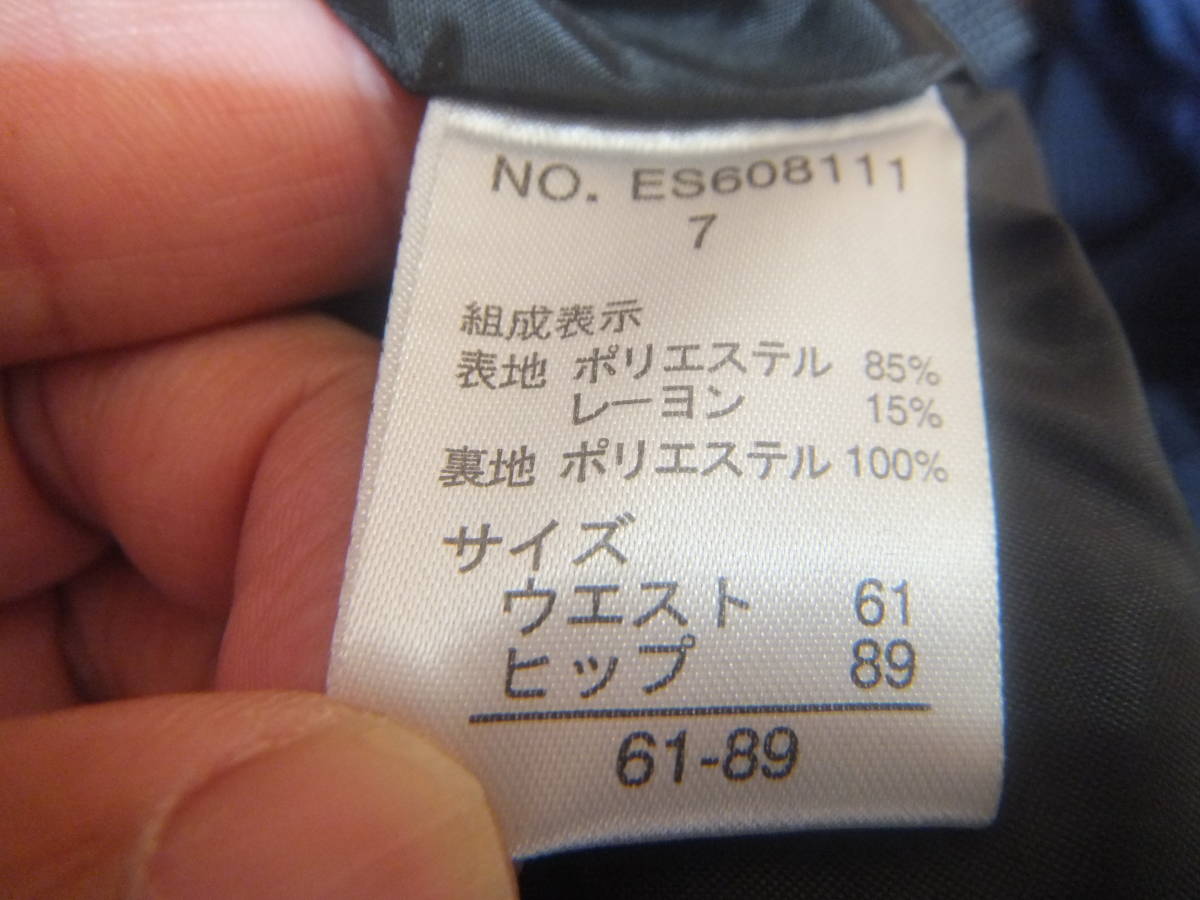 NO. ES608111
7
組成表示
表地 ポリエステル 85%
レーヨン 15%
裏地 ポリエステル 100%
サイズ
ウエスト 61
ヒップ 89
61-89